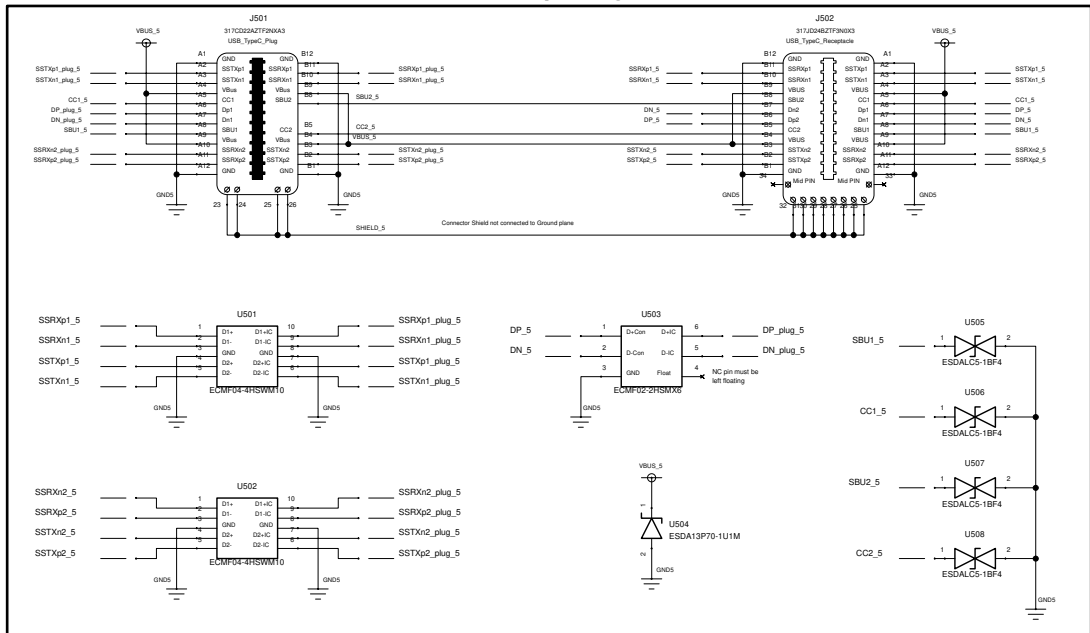 J501
317CD22AZTF2NXA3
USB_TypeC_Plug
VBUS_5
A1 GND B12
A2 SSTXp1 GND B11
A3 SSTXn1 SSRXp1 B10
A4 VBus SSRXn1 B9
A5 CC1 VBus B8
A6 Dp1 SBU2
A7 Dn1
A8 SBU1 CC2 B5
A9 VBus VBus B4
A10 SSRXn2 SSTXn2 B3
A11 SSRXp2 SSTXp2 B2
A12 GND GND B1
SSTXp1_plug_5 SSRXp1_plug_5
SSTXn1_plug_5 SSRXn1_plug_5
CC1_5 SBU2_5
DP_plug_5
DN_plug_5
SBU1_5 CC2_5
VBUS_5
SSRXn2_plug_5 SSTXn2_plug_5
SSRXp2_plug_5 SSTXp2_plug_5
GND5 GND5
23 24 25 26
SHIELD_5
Connector Shield not connected to Ground plane
J502
317JD24BZTF3N0X3
USB_TypeC_Receptacle
VBUS_5
B12 GND GND A1
B11 SSRXp1 SSTXp1 A2
B10 SSRXn1 SSTXn1 A3
B9 VBUS VBUS A4
B8 SBU2 CC1 A5
B7 Dn2 Dp1 A6
B6 Dp2 Dn1 A7
B5 CC2 SBU1 A8
B4 VBUS VBUS A9
B3 SSTXn2 SSRXn2 A10
B2 SSTXp2 SSRXp2 A11
B1 GND GND A12
34 Mid PIN Mid PIN 33
SSRXp1_5 SSTXp1_5
SSRXn1_5 SSTXn1_5
CC1_5
DN_5 DP_5
DP_5 DN_5
SBU1_5
SSTXn2_5 SSRXn2_5
SSTXp2_5 SSRXp2_5
GND5 GND5
32 31 30 29 28 27 26 25
U501
SSRXp1_5 1 D1+ D1+IC 10 SSRXp1_plug_5
SSRXn1_5 2 D1- D1-IC 9 SSRXn1_plug_5
3 GND GND 8
SSTXp1_5 4 D2+ D2+IC 7 SSTXp1_plug_5
SSTXn1_5 5 D2- D2-IC 6 SSTXn1_plug_5
ECMF04-4HSWM10
GND5 GND5
U503
DP_5 1 D+Con D+IC 6 DP_plug_5
DN_5 2 D-Con D-IC 5 DN_plug_5
3 GND Float 4
NC pin must be
left floating
ECMF02-2HSMX6
GND5
U505
SBU1_5 1 2
ESDALC5-1BF4
U506
CC1_5 1 2
ESDALC5-1BF4
U507
SBU2_5 1 2
ESDALC5-1BF4
U508
CC2_5 1 2
ESDALC5-1BF4
GND5
U502
SSRXn2_5 1 D1+ D1+IC 10 SSRXn2_plug_5
SSRXp2_5 2 D1- D1-IC 9 SSRXp2_plug_5
3 GND GND 8
SSTXn2_5 4 D2+ D2+IC 7 SSTXn2_plug_5
SSTXp2_5 5 D2- D2-IC 6 SSTXp2_plug_5
ECMF04-4HSWM10
GND5 GND5
VBUS_5
1
U504
ESDA13P70-1U1M
2
GND5